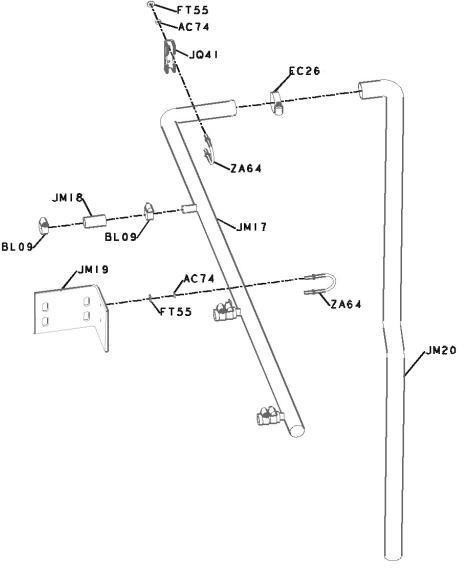 FT55
AC74
JQ41
EC26
ZA64
JM18
BL09
BL09
JM17
JM19
AC74
FT55
ZA64
JM20